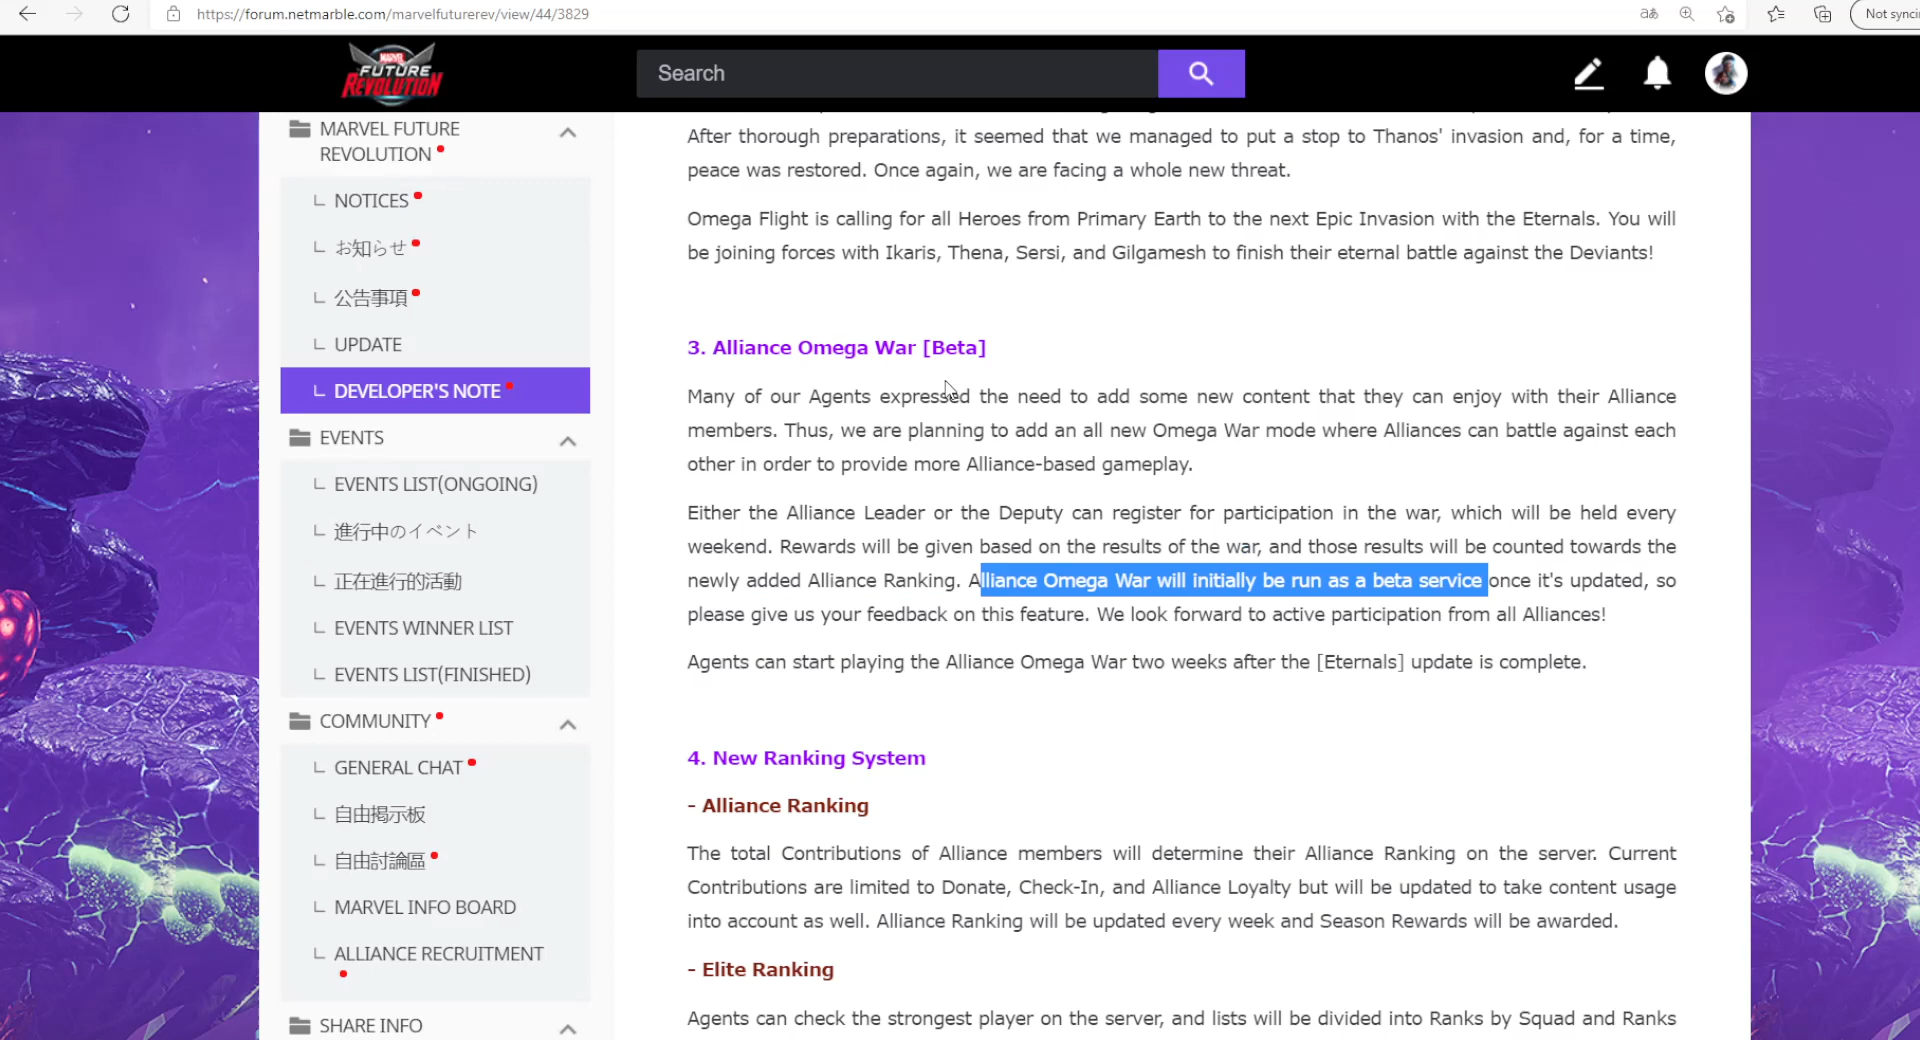 https://forum.netmarble.com/marvelfuturerev/view/44/3829
aあ
Not synci
MARVEL
FUTURE
REVOLUTION
Search
MARVEL FUTURE
REVOLUTION
NOTICES
お知らせ
公告事項
UPDATE
DEVELOPER'S NOTE
EVENTS
EVENTS LIST(ONGOING)
進行中のイベント
正在進行的活動
EVENTS WINNER LIST
EVENTS LIST(FINISHED)
COMMUNITY
GENERAL CHAT
自由掲示板
自由討論區
MARVEL INFO BOARD
ALLIANCE RECRUITMENT
SHARE INFO
After thorough preparations, it seemed that we managed to put a stop to Thanos' invasion and, for a time,
peace was restored. Once again, we are facing a whole new threat.
Omega Flight is calling for all Heroes from Primary Earth to the next Epic Invasion with the Eternals. You will
be joining forces with Ikaris, Thena, Sersi, and Gilgamesh to finish their eternal battle against the Deviants!
3. Alliance Omega War [Beta]
Many of our Agents expressed the need to add some new content that they can enjoy with their Alliance
members. Thus, we are planning to add an all new Omega War mode where Alliances can battle against each
other in order to provide more Alliance-based gameplay.
Either the Alliance Leader or the Deputy can register for participation in the war, which will be held every
weekend. Rewards will be given based on the results of the war, and those results will be counted towards the
newly added Alliance Ranking. Alliance Omega War will initially be run as a beta service once it's updated, so
please give us your feedback on this feature. We look forward to active participation from all Alliances!
Agents can start playing the Alliance Omega War two weeks after the [Eternals] update is complete.
4. New Ranking System
- Alliance Ranking
The total Contributions of Alliance members will determine their Alliance Ranking on the server. Current
Contributions are limited to Donate, Check-In, and Alliance Loyalty but will be updated to take content usage
into account as well. Alliance Ranking will be updated every week and Season Rewards will be awarded.
- Elite Ranking
Agents can check the strongest player on the server, and lists will be divided into Ranks by Squad and Ranks